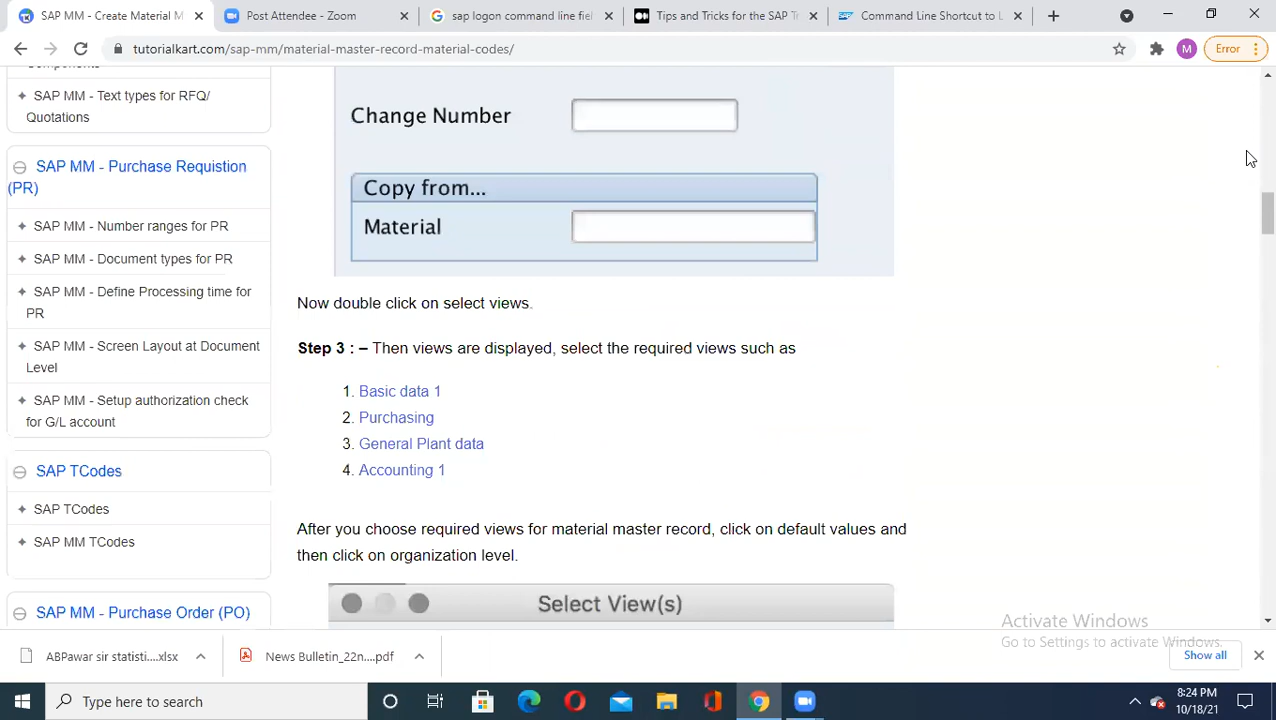 SAP MM - Create Material M
Post Attendee - Zoom
sap logon command line fiel
Tips and Tricks for the SAP T
Command Line Shortcut to L
tutorialkart.com/sap-mm/material-master-record-material-codes/
M
Error
SAP MM - Text types for RFQ/
Quotations
SAP MM - Purchase Requistion
(PR)
SAP MM - Number ranges for PR
SAP MM - Document types for PR
SAP MM - Define Processing time for
PR
SAP MM - Screen Layout at Document
Level
SAP MM - Setup authorization check
for G/L account
SAP TCodes
SAP TCodes
SAP MM TCodes
SAP MM - Purchase Order (PO)
Change Number
Copy from...
Material
Now double click on select views.
Step 3 : – Then views are displayed, select the required views such as
1. Basic data 1
2. Purchasing
3. General Plant data
4. Accounting 1
After you choose required views for material master record, click on default values and
then click on organization level.
Select View(s)
Activate Windows
Go to Settings to activate Windows.
ABPawar sir statisti....xlsx
News Bulletin_22n....pdf
Show all
Type here to search
8:24 PM
10/18/21